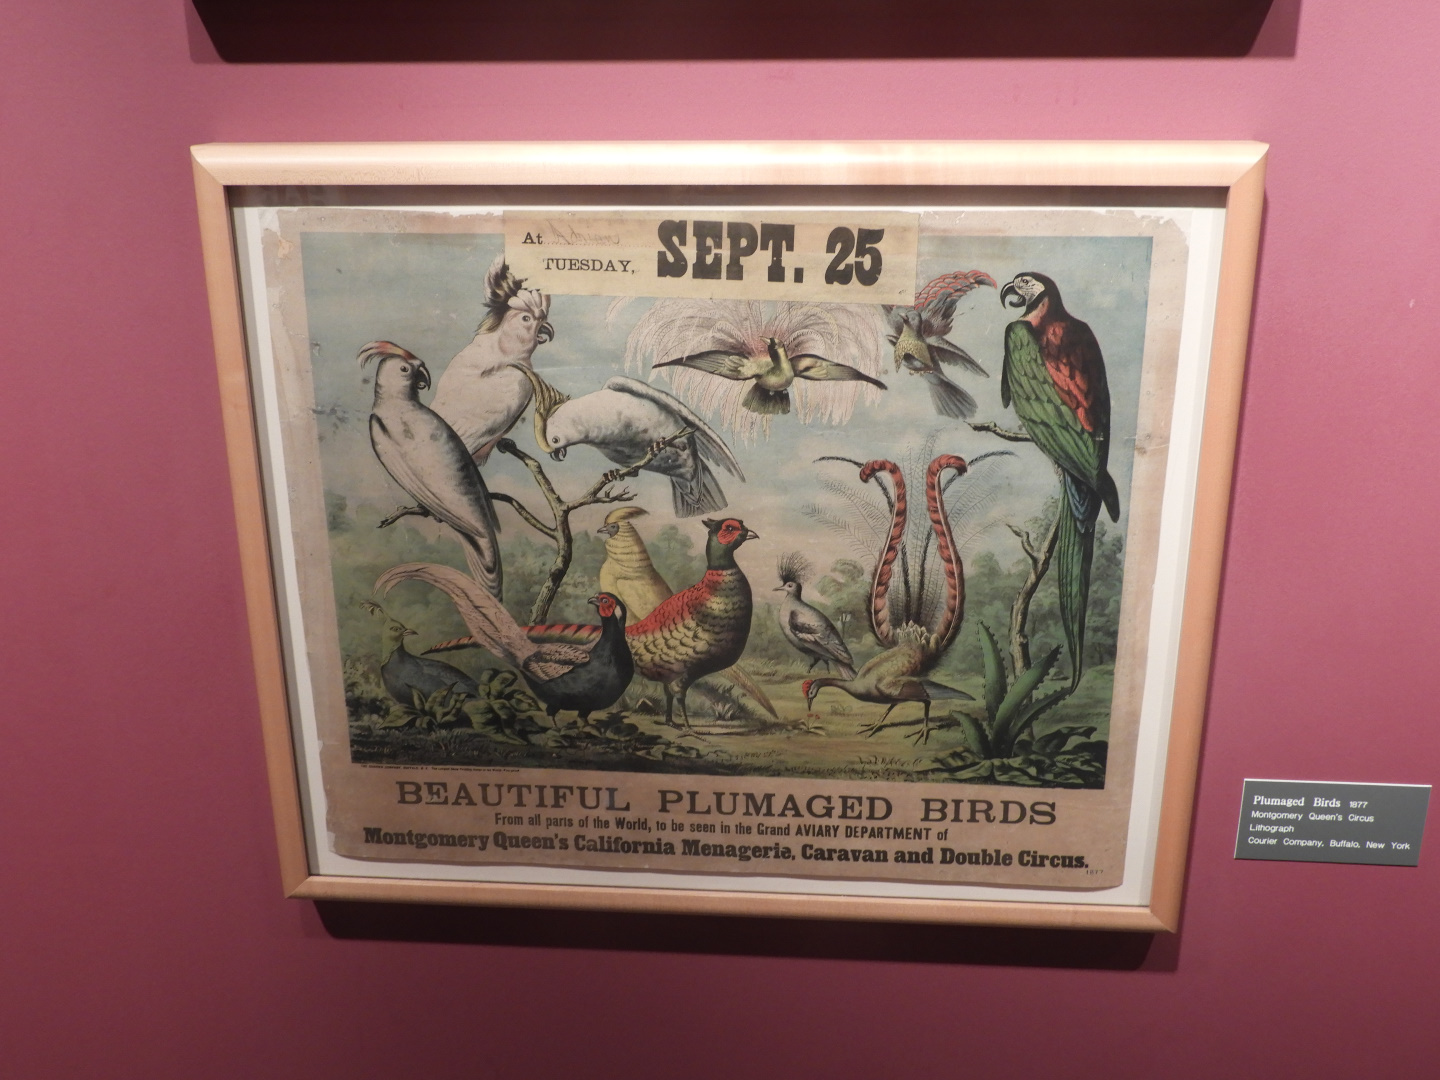 At
TUESDAY,
SEPT. 25
BEAUTIFUL PLUMAGED BIRDS
From all parts of the World, to be seen in the Grand AVIARY DEPARTMENT of
Montgomery Queen's California Menagerie, Caravan and Double Circus.
1877
Plumaged Birds 1877
Montgomery Queen's Circus
Lithograph
Courier Company, Buffalo, New York